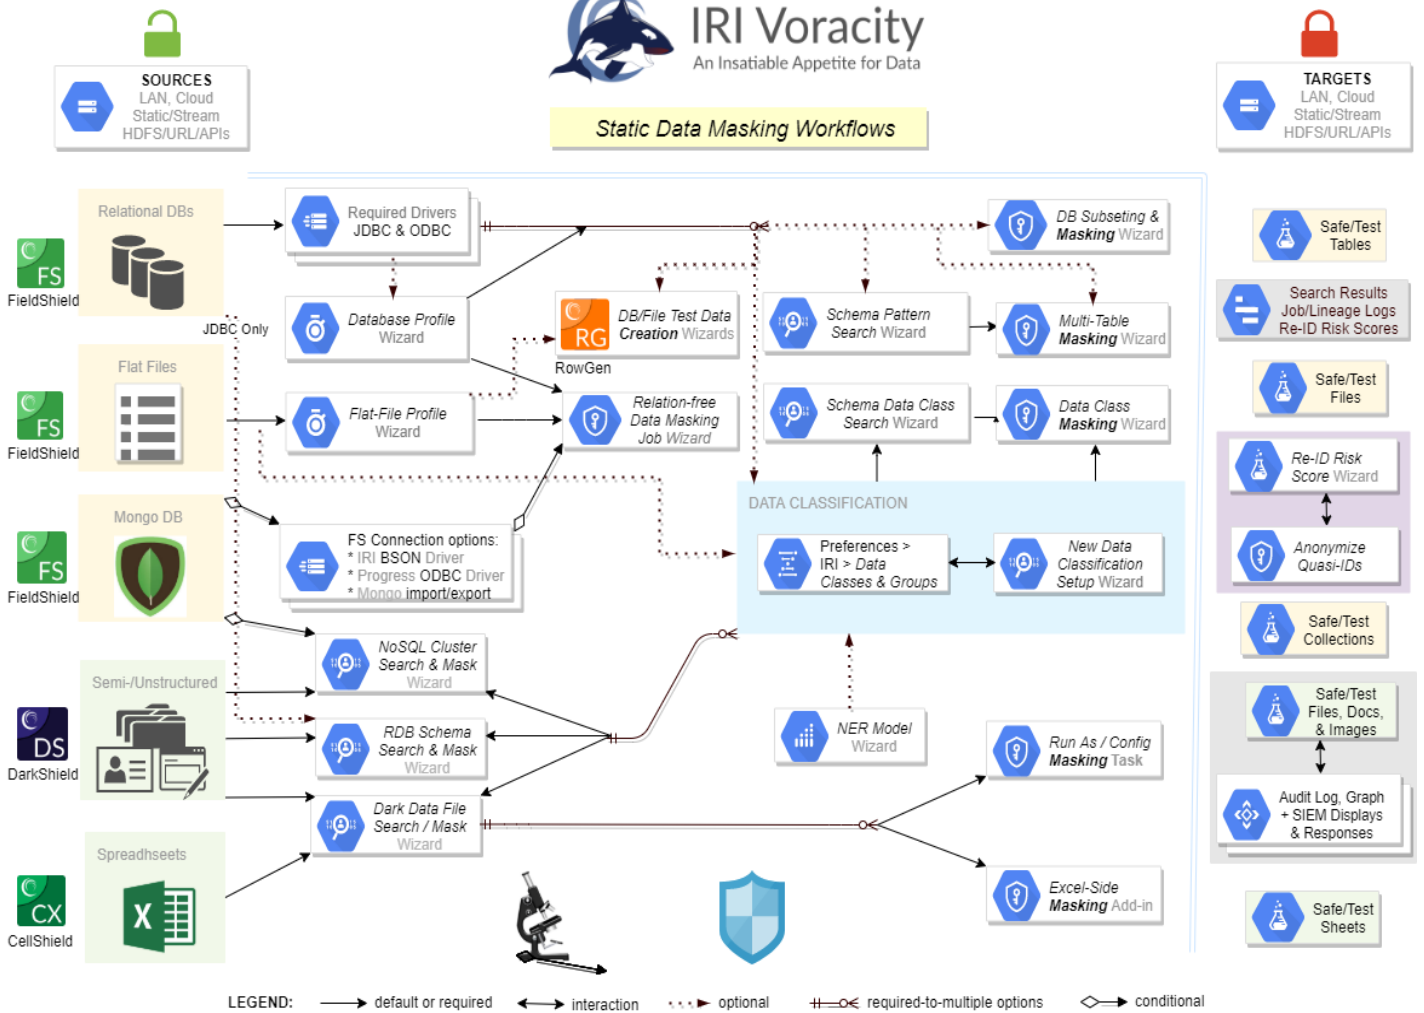 IRI Voracity
An Insatiable Appetite for Data
Static Data Masking Workflows
SOURCES
LAN, Cloud
Static/Stream
HDFS/URL/APIs
TARGETS
LAN, Cloud
Static/Stream
HDFS/URL/APIs
Relational DBs
FS
FieldShield
JDBC Only
Flat Files
FS
FieldShield
Mongo DB
FS
FieldShield
Semi-/Unstructured
DS
DarkShield
Spreadhseets
X
CX
CellShield
Required Drivers
JDBC & ODBC
Database Profile
Wizard
Flat-File Profile
Wizard
FS Connection options:
* IRI BSON Driver
* Progress ODBC Driver
* Mongo import/export
NoSQL Cluster
Search & Mask
Wizard
RDB Schema
Search & Mask
Wizard
Dark Data File
Search / Mask
Wizard
RG
DB/File Test Data
Creation Wizards
RowGen
Relation-free
Data Masking
Job Wizard
DB Subseting &
Masking Wizard
Schema Pattern
Search Wizard
Multi-Table
Masking Wizard
Schema Data Class
Search Wizard
Data Class
Masking Wizard
DATA CLASSIFICATION
Preferences >
IRI > Data
Classes & Groups
New Data
Classification
Setup Wizard
NER Model
Wizard
Run As / Config
Masking Task
Excel-Side
Masking Add-in
Safe/Test
Tables
Search Results
Job/Lineage Logs
Re-ID Risk Scores
Safe/Test
Files
Re-ID Risk
Score Wizard
Anonymize
Quasi-IDs
Safe/Test
Collections
Safe/Test
Files, Docs,
& Images
Audit Log, Graph
+ SIEM Displays
& Responses
Safe/Test
Sheets
LEGEND:
default or required
interaction
optional
required-to-multiple options
conditional